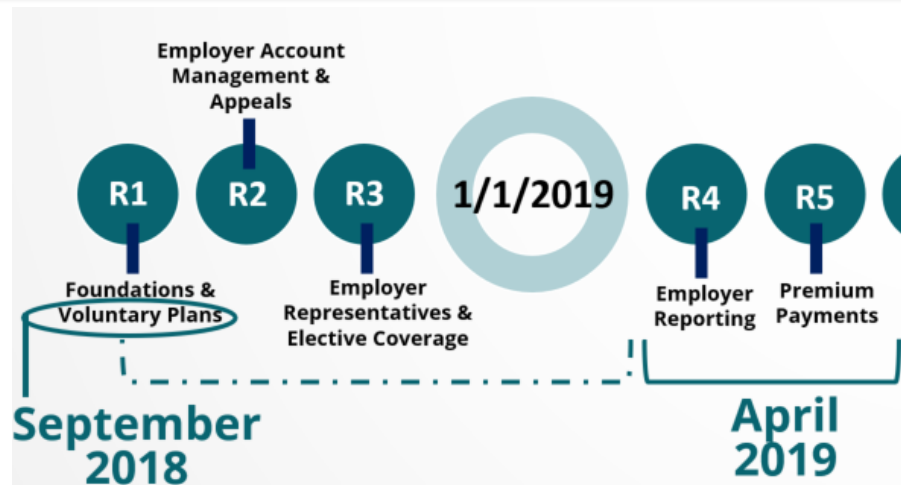 Employer Account
Management &
Appeals
R1
R2
R3
1/1/2019
R4
R5
Foundations &
Voluntary Plans
Employer
Representatives &
Elective Coverage
Employer
Reporting
Premium
Payments
September
2018
April
2019